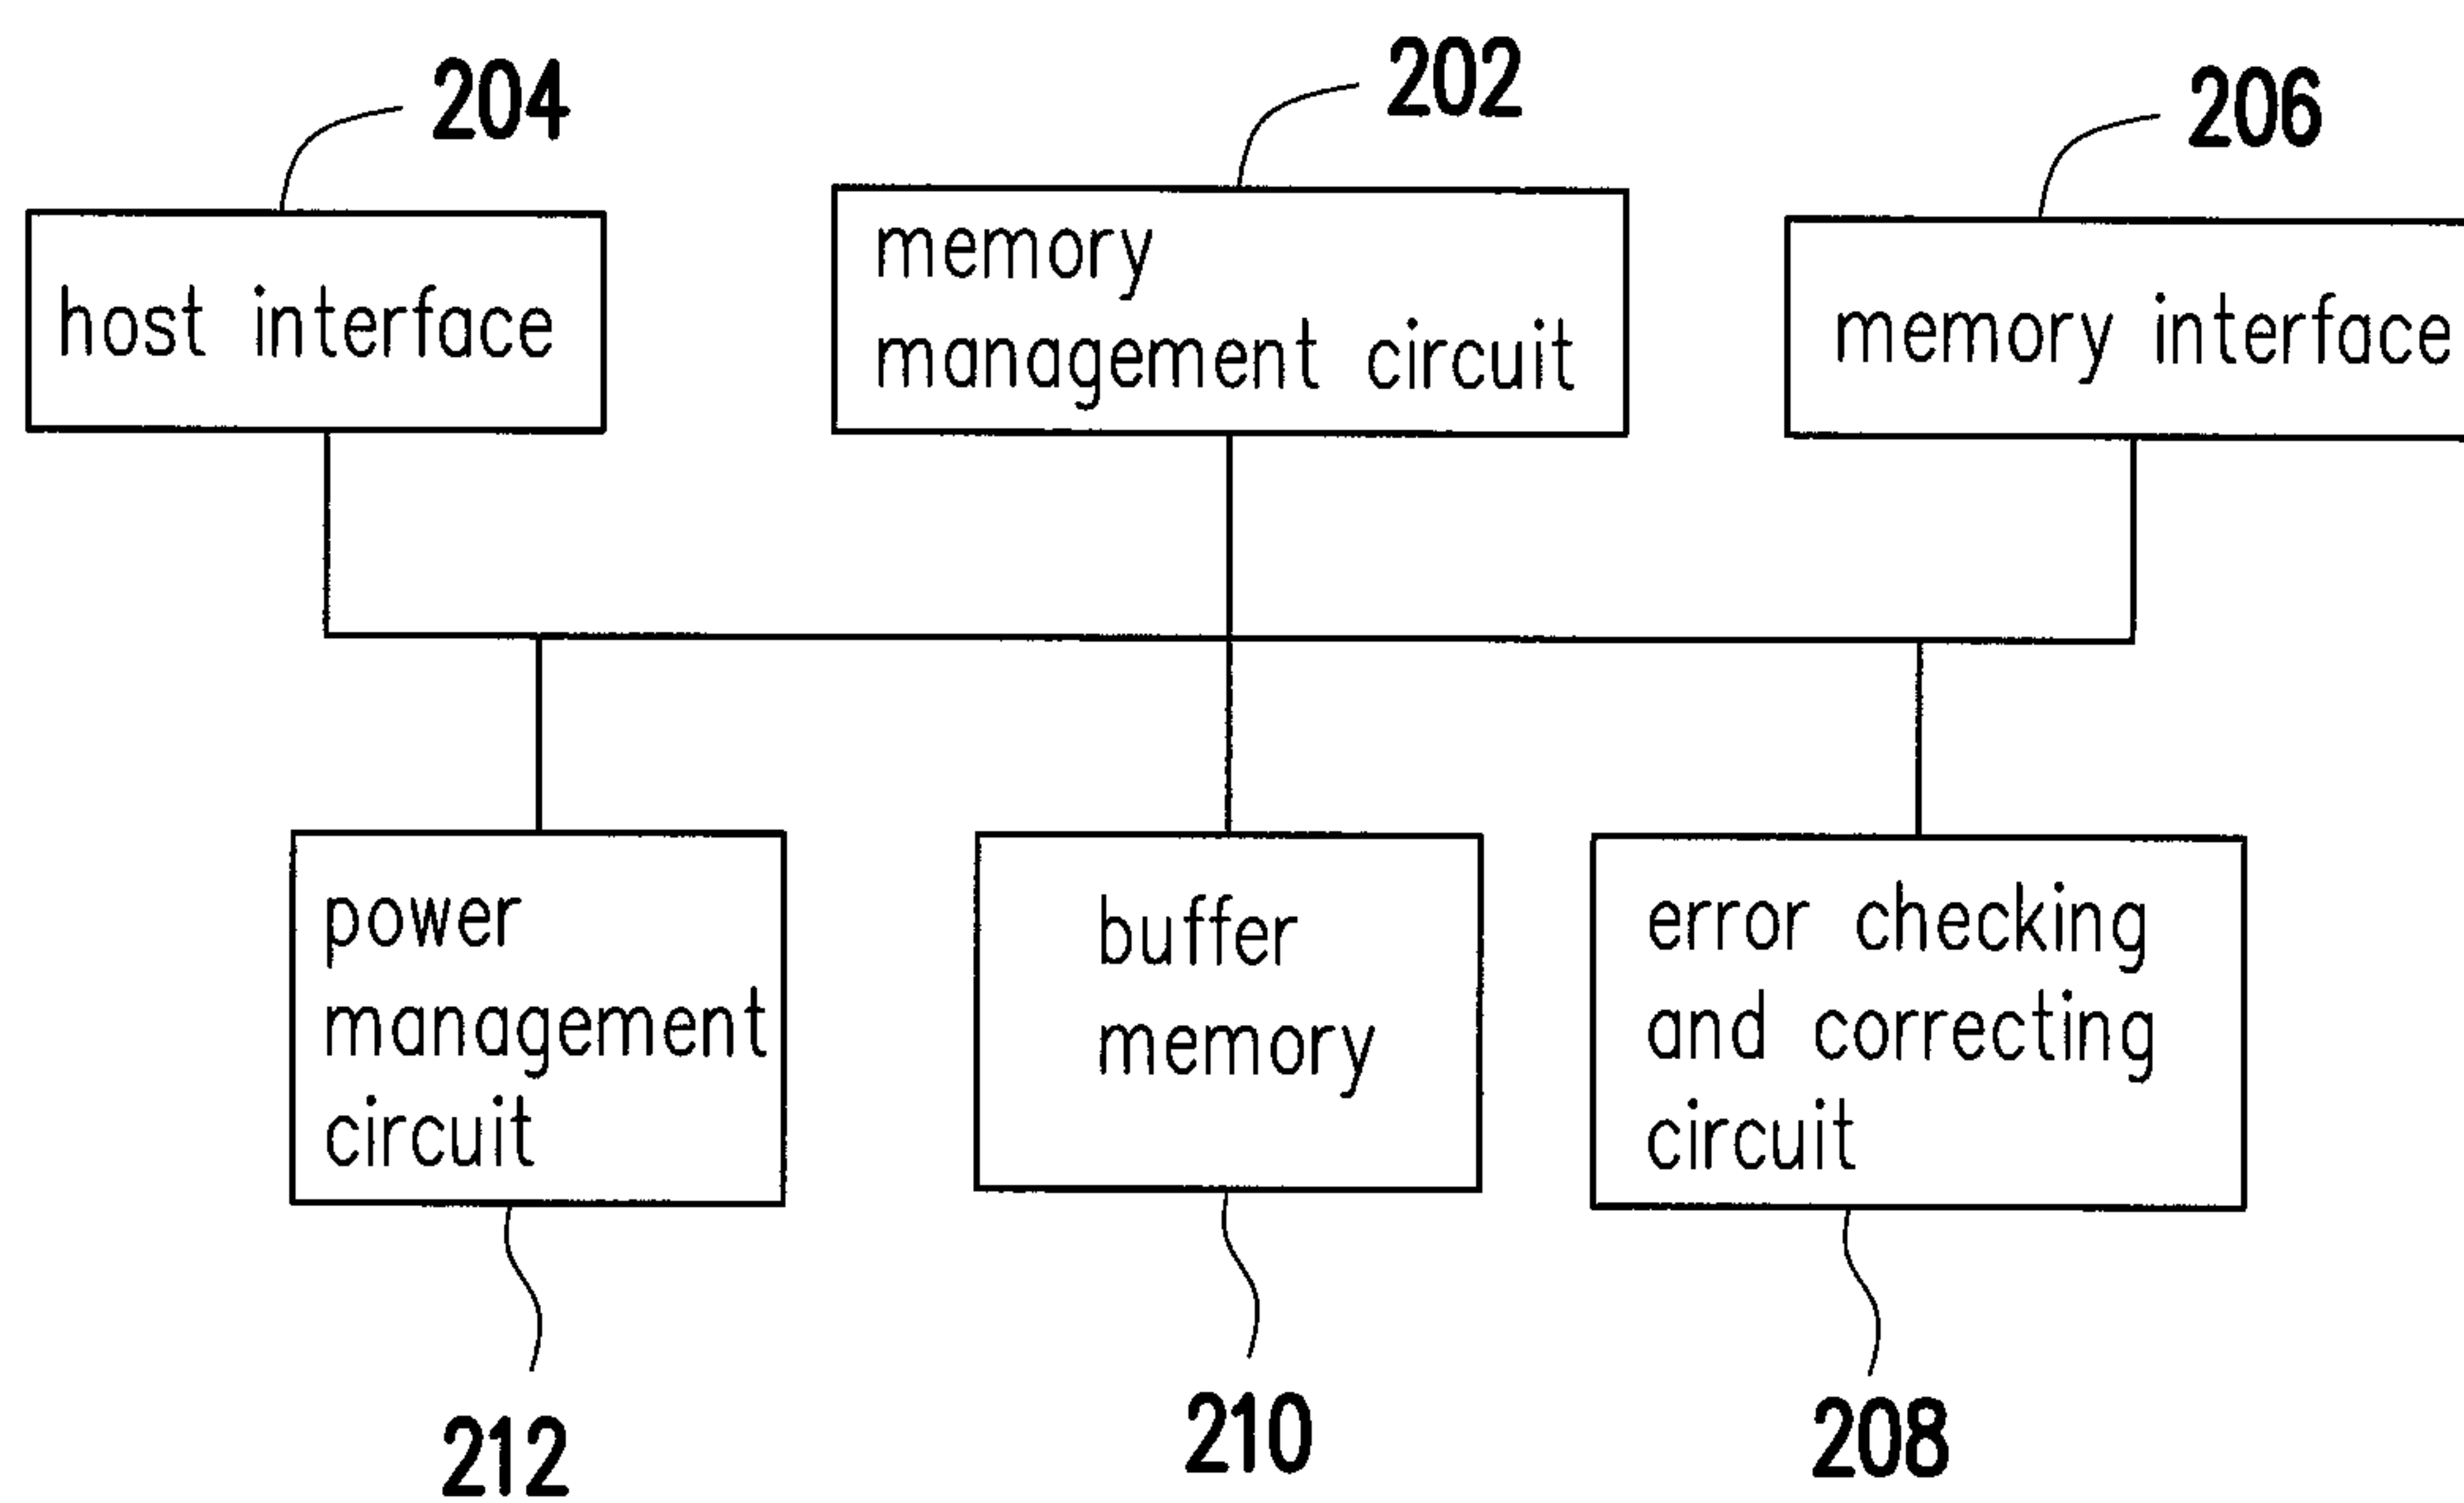 204
202
206
host interface
memory
management circuit
memory interface
power
management
circuit
buffer
memory
error checking
and correcting
circuit
212
210
208